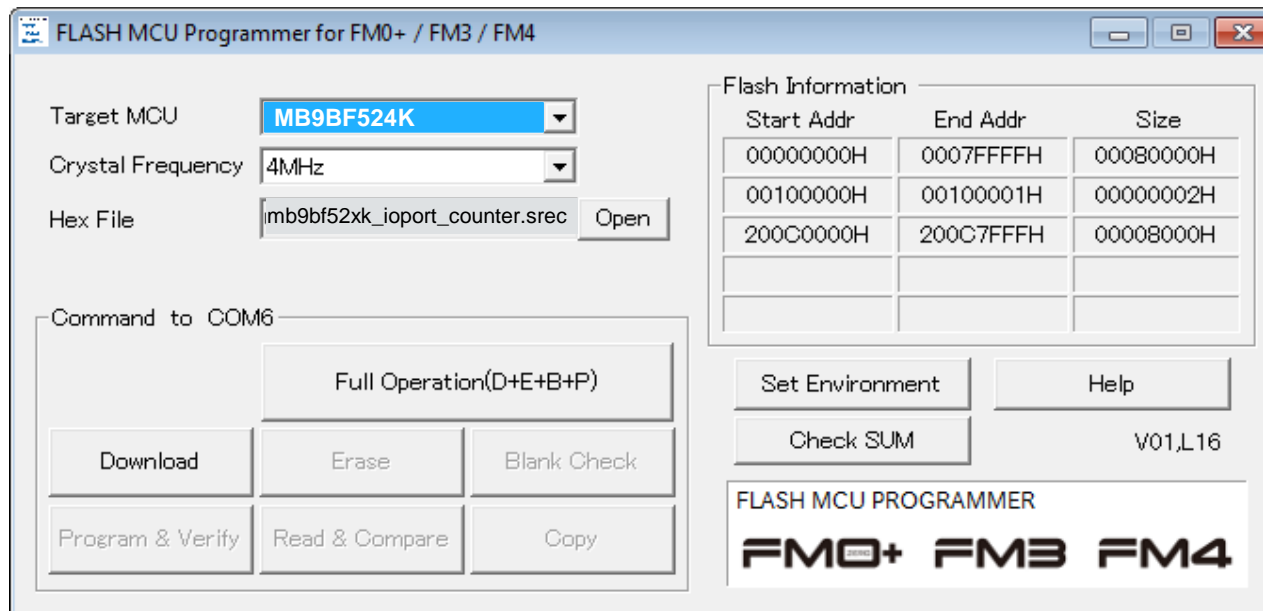 FLASH MCU Programmer for FM0+ / FM3 / FM4
Target MCU MB9BF524K
Crystal Frequency 4MHz
Hex File mb9bf52xk_ioport_counter.srec Open
Command to COM6
Full Operation(D+E+B+P)
Download Erase Blank Check
Program & Verify Read & Compare Copy
Flash Information
Start Addr End Addr Size
00000000H 0007FFFFH 00080000H
00100000H 00100001H 00000002H
200C0000H 200C7FFFH 00008000H
Set Environment Help
Check SUM V01,L16
FLASH MCU PROGRAMMER
FM0+ FM3 FM4